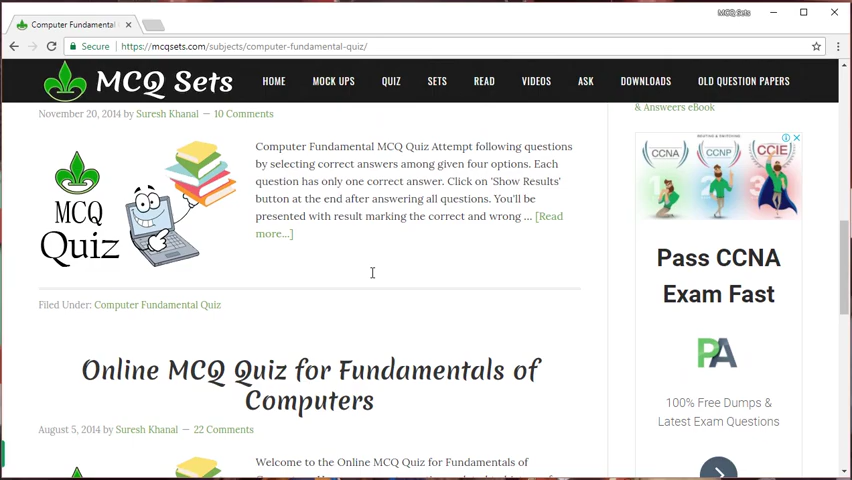 MCQ Sets
Computer Fundamental
Secure
https://mcqsets.com/subjects/computer-fundamental-quiz/
MCQ Sets
HOME MOCK UPS QUIZ SETS READ VIDEOS ASK DOWNLOADS OLD QUESTION PAPERS
November 20, 2014 by Suresh Khanal — 10 Comments
MCQ
Quiz
Computer Fundamental MCQ Quiz Attempt following questions
by selecting correct answers among given four options. Each
question has only one correct answer. Click on 'Show Results'
button at the end after answering all questions. You'll be
presented with result marking the correct and wrong ... [Read
more...]
Filed Under: Computer Fundamental Quiz
Online MCQ Quiz for Fundamentals of
Computers
August 5, 2014 by Suresh Khanal — 22 Comments
Welcome to the Online MCQ Quiz for Fundamentals of
& Answeers eBook
CCNA CCNP CCIE
1 2 3
Pass CCNA
Exam Fast
PA
100% Free Dumps &
Latest Exam Questions